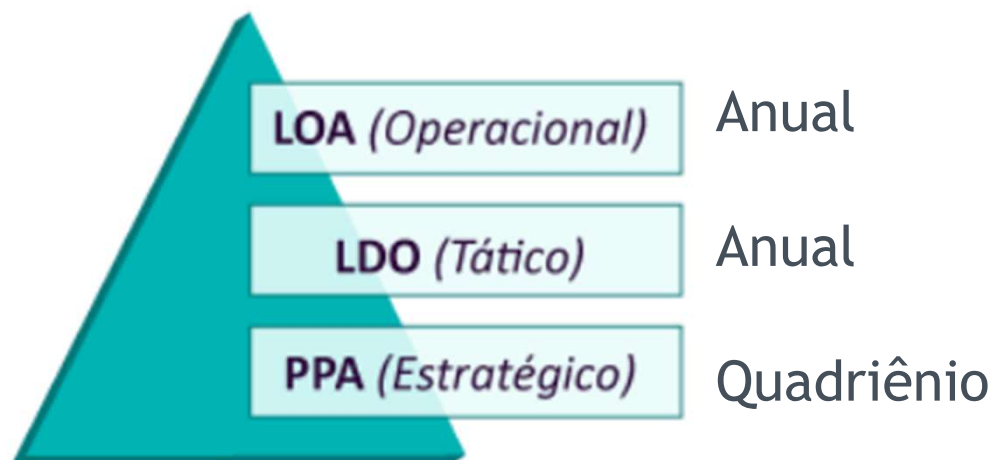 LOA (Operacional) Anual
LDO (Tático) Anual
PPA (Estratégico) Quadriênio